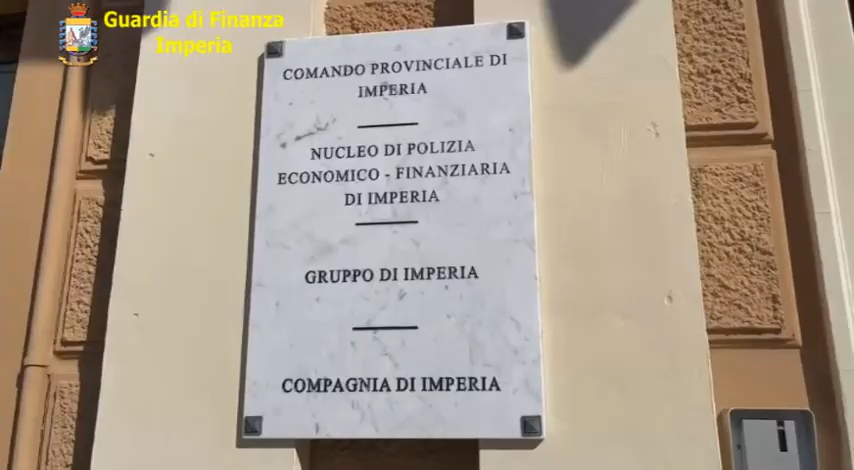 Guardia di Finanza
Imperia
COMANDO PROVINCIALE DI
IMPERIA
NUCLEO DI POLIZIA
ECONOMICO - FINANZIARIA
DI IMPERIA
GRUPPO DI IMPERIA
COMPAGNIA DI IMPERIA